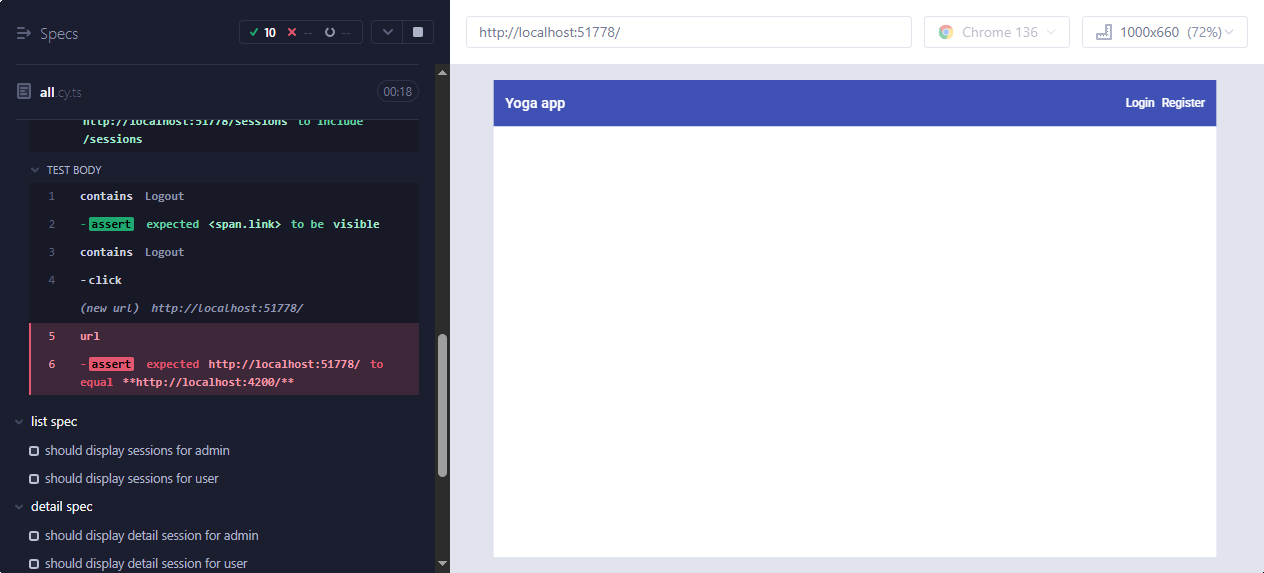 Specs
10 -- --
all.cy.ts
00:18
http://localhost:51778/sessions to include
/sessions
TEST BODY
1 contains Logout
2 -assert expected <span.link> to be visible
3 contains Logout
4 -click
(new url) http://localhost:51778/
5 url
6 -assert expected http://localhost:51778/ to
equal **http://localhost:4200/**
list spec
should display sessions for admin
should display sessions for user
detail spec
should display detail session for admin
should display detail session for user
http://localhost:51778/
Chrome 136
1000x660 (72%)
Yoga app
Login Register